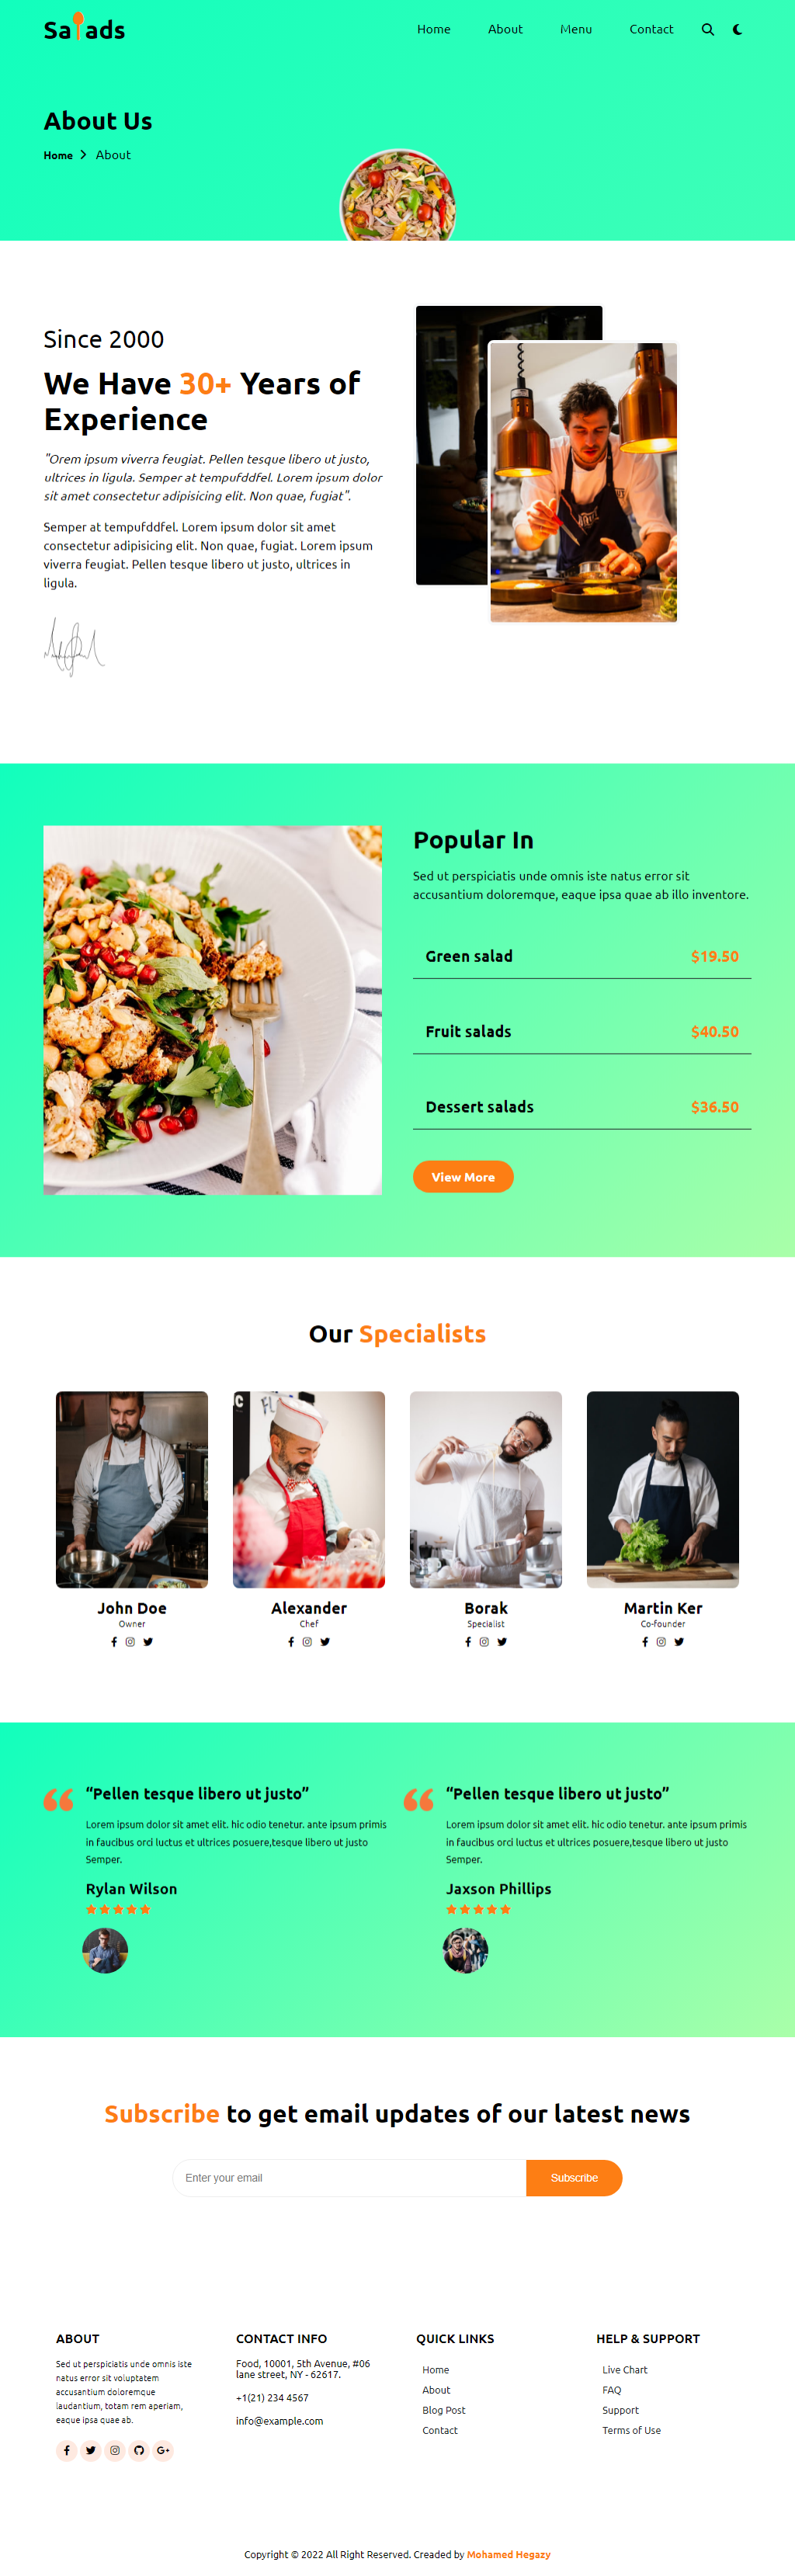 Salads
Home About Menu Contact
About Us
Home About
Since 2000
We Have 30+ Years of
Experience
"Orem ipsum viverra feugiat. Pellen tesque libero ut justo,
ultrices in ligula. Semper at tempufddfel. Lorem ipsum dolor
sit amet consectetur adipisicing elit. Non quae, fugiat".
Semper at tempufddfel. Lorem ipsum dolor sit amet
consectetur adipisicing elit. Non quae, fugiat. Lorem ipsum
viverra feugiat. Pellen tesque libero ut justo, ultrices in
ligula.
Popular In
Sed ut perspiciatis unde omnis iste natus error sit
accusantium doloremque, eaque ipsa quae ab illo inventore.
Green salad $19.50
Fruit salads $40.50
Dessert salads $36.50
View More
Our Specialists
John Doe
Owner
Alexander
Chef
Borak
Specialist
Martin Ker
Co-founder
“Pellen tesque libero ut justo”
Lorem ipsum dolor sit amet elit. hic odio tenetur. ante ipsum primis
in faucibus orci luctus et ultrices posuere,tesque libero ut justo
Semper.
Rylan Wilson
“Pellen tesque libero ut justo”
Lorem ipsum dolor sit amet elit. hic odio tenetur. ante ipsum primis
in faucibus orci luctus et ultrices posuere,tesque libero ut justo
Semper.
Jaxson Phillips
Subscribe to get email updates of our latest news
Enter your email Subscribe
ABOUT
Sed ut perspiciatis unde omnis iste
natus error sit voluptatem
accusantium doloremque
laudantium, totam rem aperiam,
eaque ipsa quae ab.
CONTACT INFO
Food, 10001, 5th Avenue, #06
lane street, NY - 62617.
+1(21) 234 4567
info@example.com
QUICK LINKS
Home
About
Blog Post
Contact
HELP & SUPPORT
Live Chart
FAQ
Support
Terms of Use
Copyright © 2022 All Right Reserved. Creaded by Mohamed Hegazy